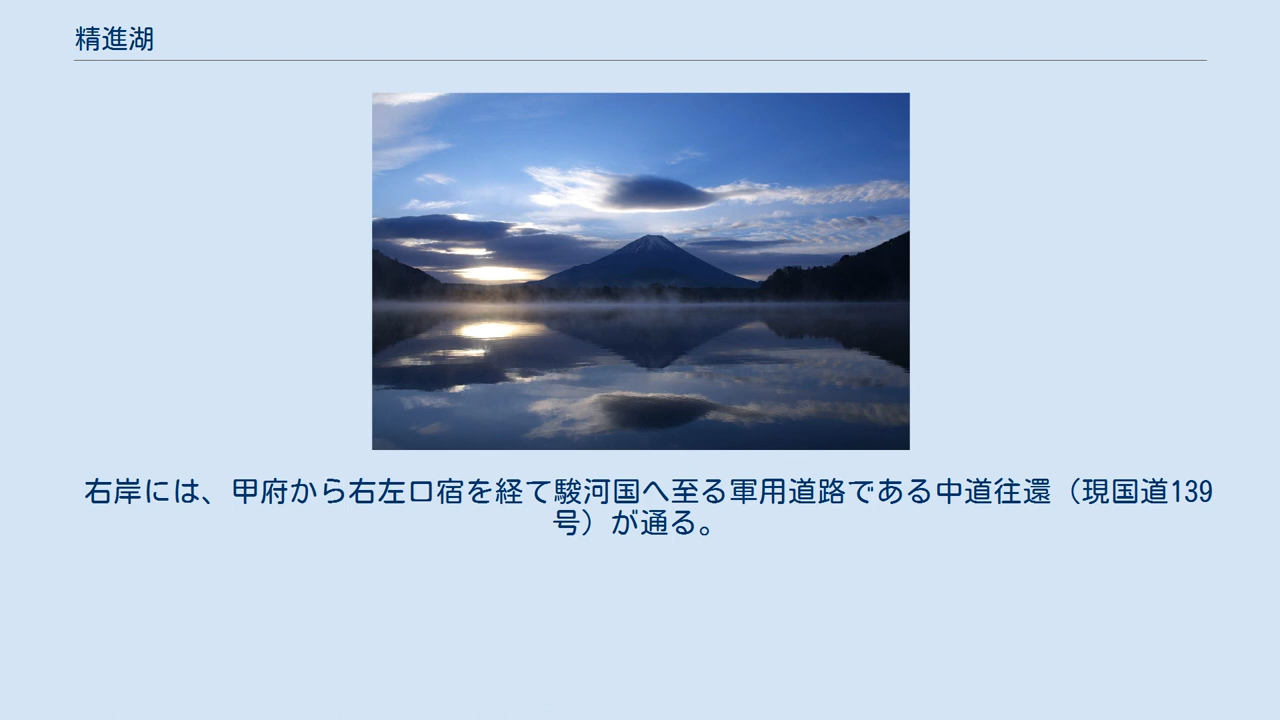 精進湖
右岸には、甲府から右左口宿を経て駿河国へ至る軍用道路である中道往還（現国道139
号）が通る。